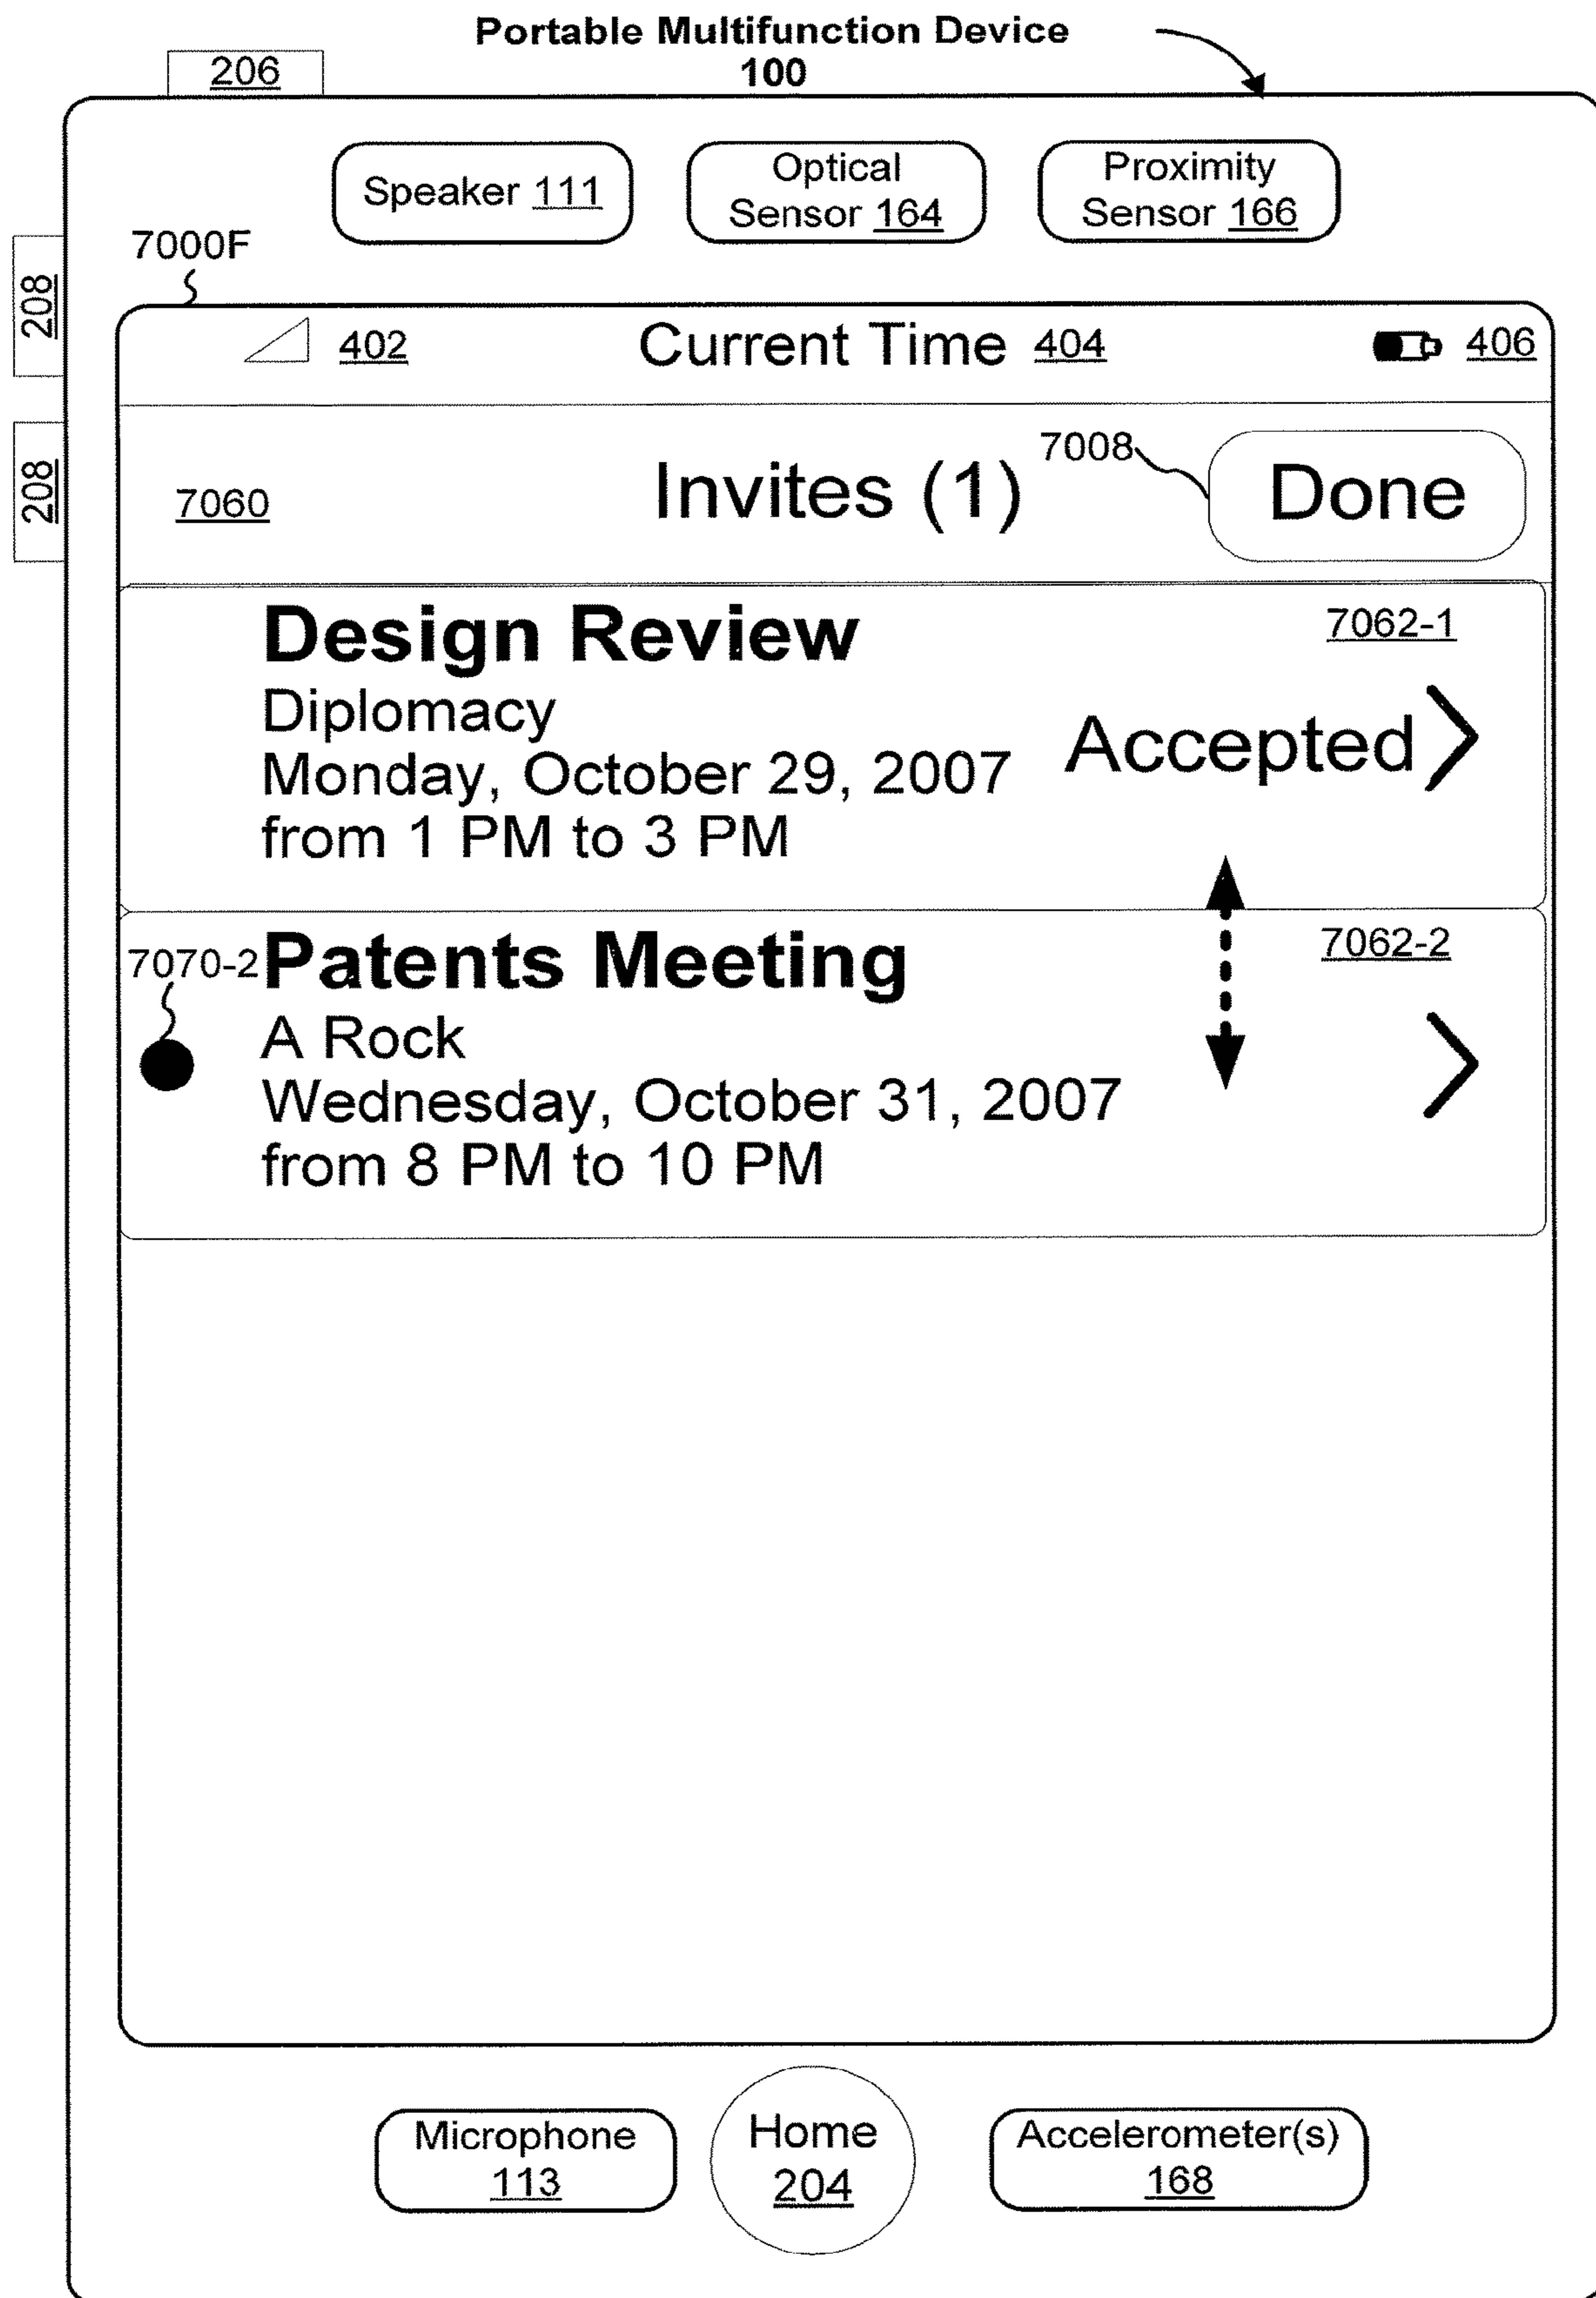 Portable Multifunction Device
100
206
Speaker 111
Optical
Sensor 164
Proximity
Sensor 166
208
7000F
402
Current Time 404
406
208
7060
Invites (1)
7008
Done
Design Review
7062-1
Diplomacy
Monday, October 29, 2007
Accepted
from 1 PM to 3 PM
7070-2
Patents Meeting
7062-2
A Rock
Wednesday, October 31, 2007
from 8 PM to 10 PM
Microphone
113
Home
204
Accelerometer(s)
168